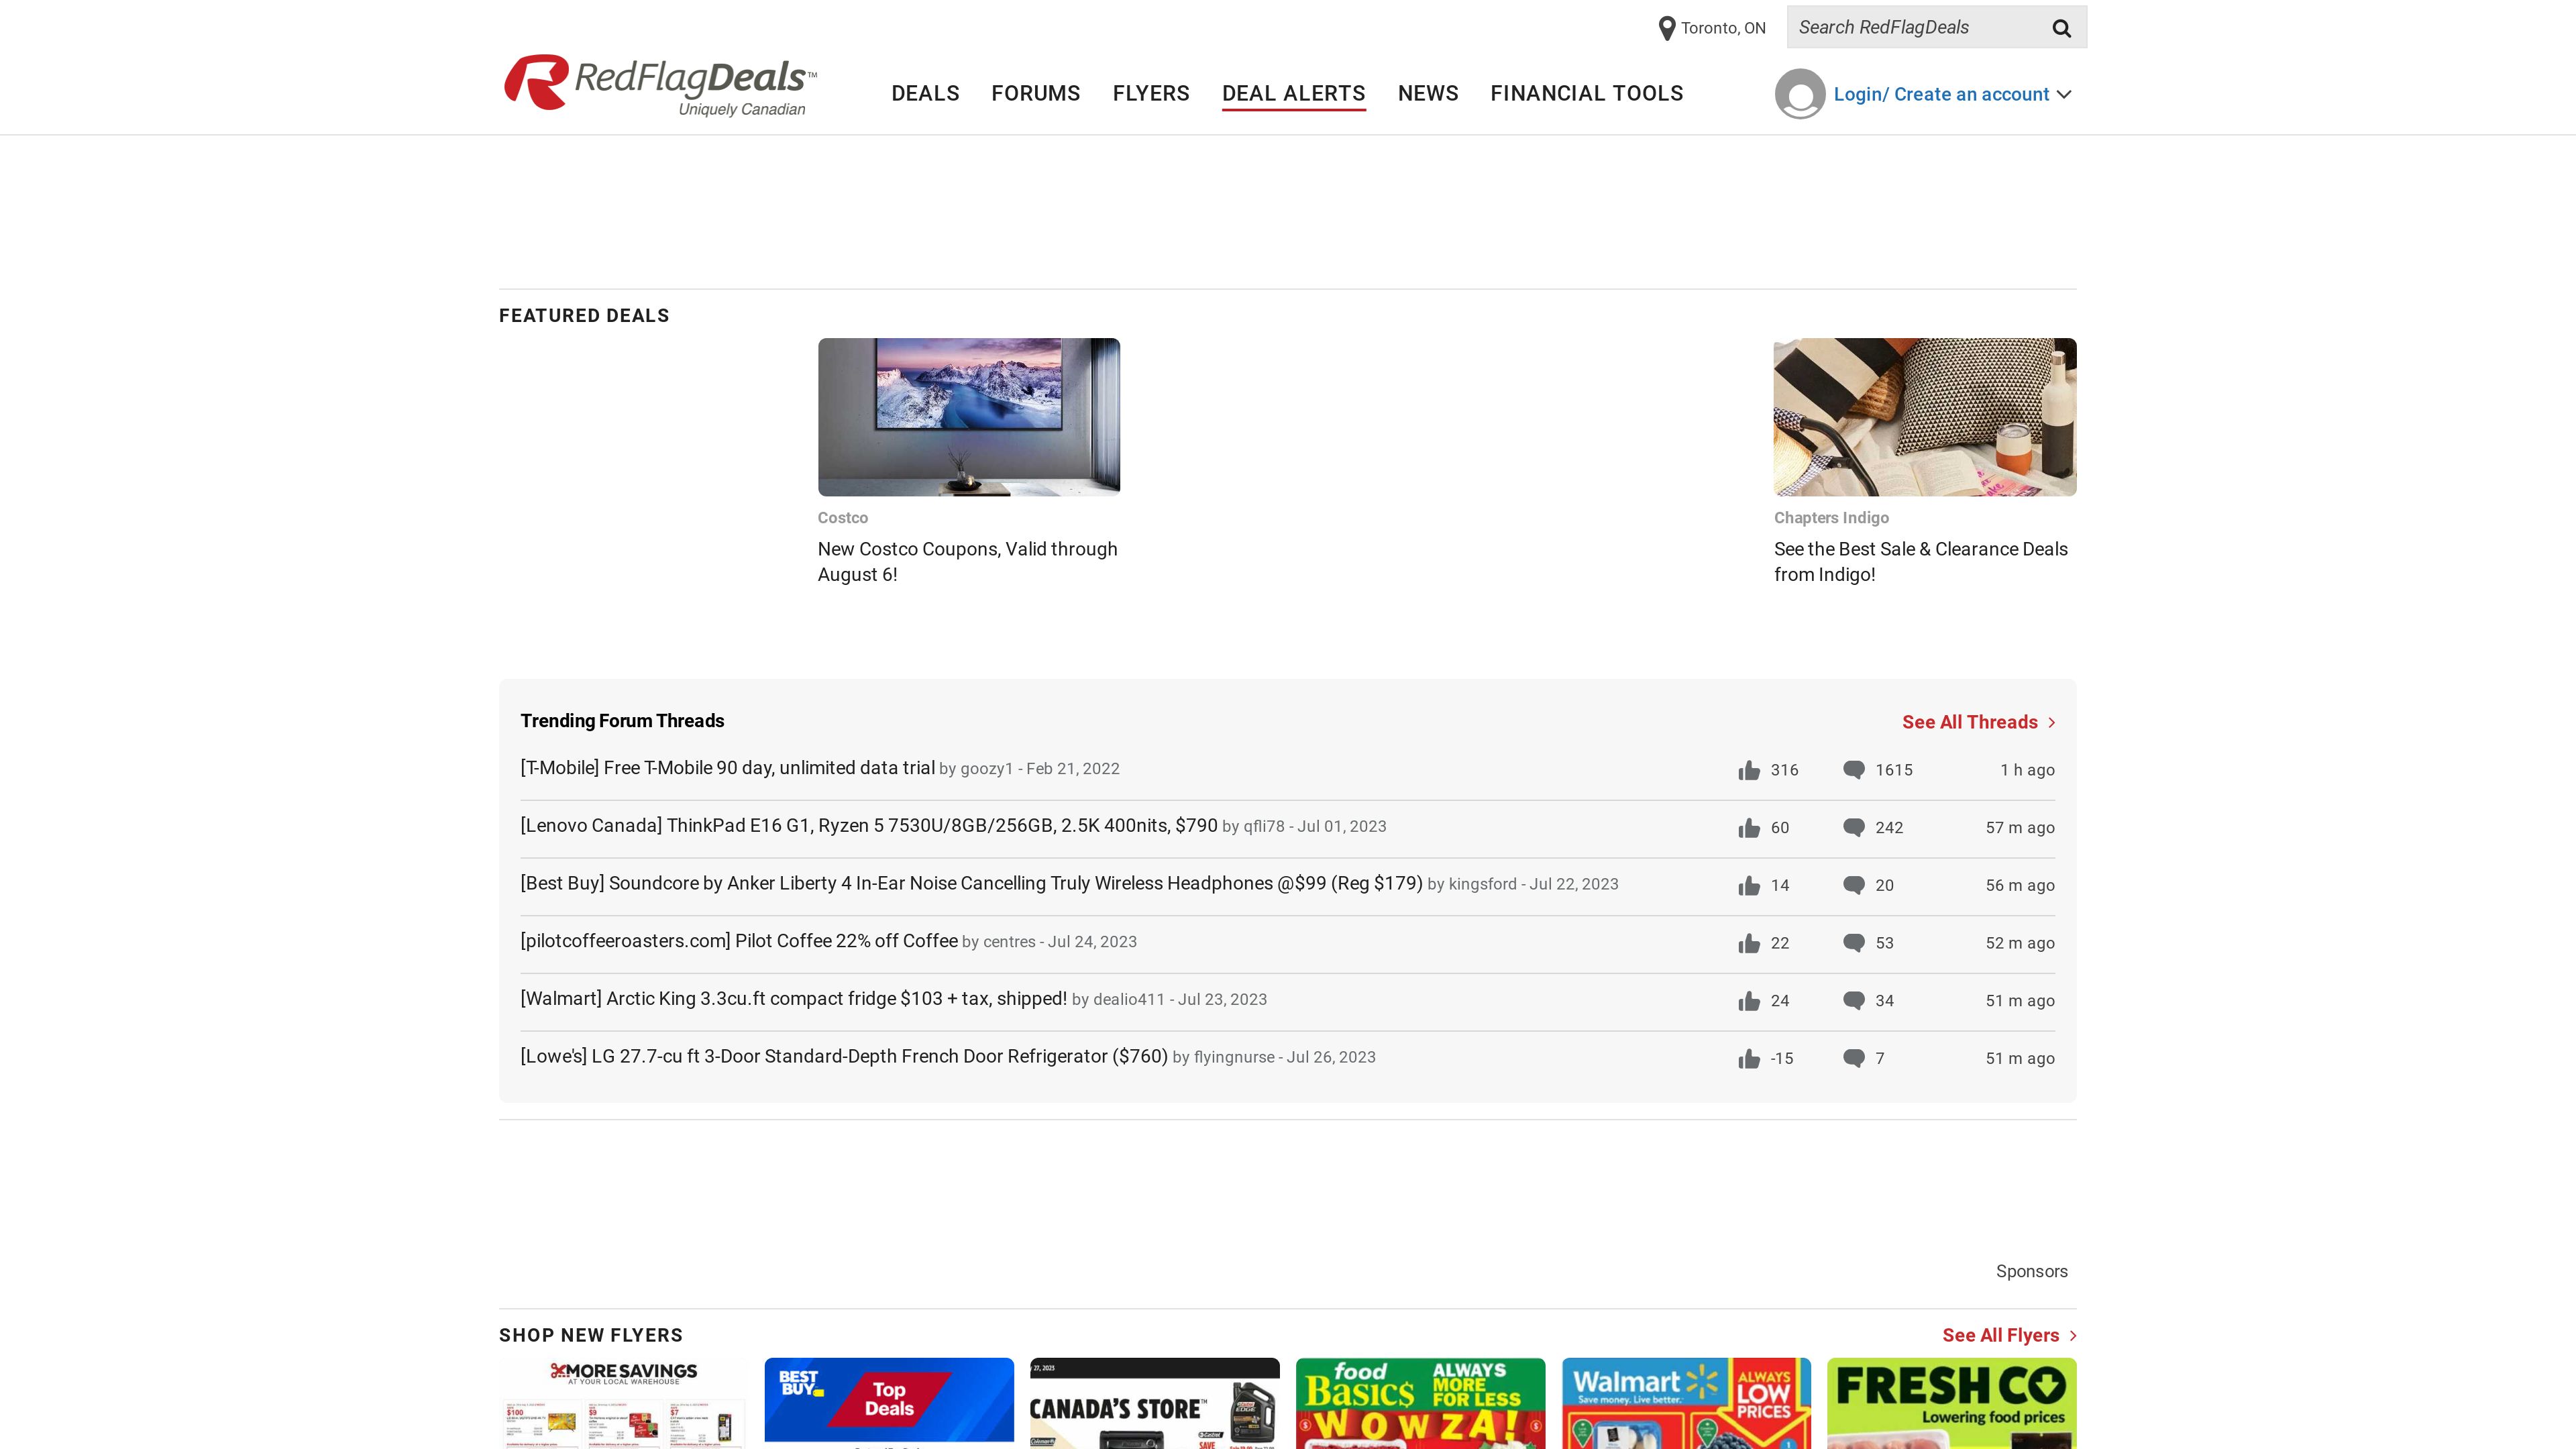 Toronto, ON
Search RedFlagDeals
RedFlagDeals™
Uniquely Canadian
DEALS FORUMS FLYERS DEAL ALERTS NEWS FINANCIAL TOOLS
Login/ Create an account
FEATURED DEALS
Costco
New Costco Coupons, Valid through
August 6!
Chapters Indigo
See the Best Sale & Clearance Deals
from Indigo!
Trending Forum Threads
See All Threads
[T-Mobile] Free T-Mobile 90 day, unlimited data trial by goozy1 - Feb 21, 2022 316 1615 1 h ago
[Lenovo Canada] ThinkPad E16 G1, Ryzen 5 7530U/8GB/256GB, 2.5K 400nits, $790 by qfli78 - Jul 01, 2023 60 242 57 m ago
[Best Buy] Soundcore by Anker Liberty 4 In-Ear Noise Cancelling Truly Wireless Headphones @$99 (Reg $179) by kingsford - Jul 22, 2023 14 20 56 m ago
[pilotcoffeeroasters.com] Pilot Coffee 22% off Coffee by centres - Jul 24, 2023 22 53 52 m ago
[Walmart] Arctic King 3.3cu.ft compact fridge $103 + tax, shipped! by dealio411 - Jul 23, 2023 24 34 51 m ago
[Lowe's] LG 27.7-cu ft 3-Door Standard-Depth French Door Refrigerator ($760) by flyingnurse - Jul 26, 2023 -15 7 51 m ago
Sponsors
SHOP NEW FLYERS
See All Flyers
MORE SAVINGS
AT YOUR LOCAL WAREHOUSE
$100 $9 $7
BEST
BUY
Top
Deals
27, 2023
CANADA'S STORE™
SAVE
food
Basics
ALWAYS
MORE
FOR LESS
WOWZA!
Walmart
Save money. Live better.
ALWAYS
LOW
PRICES
FRESHCO
Lowering food prices